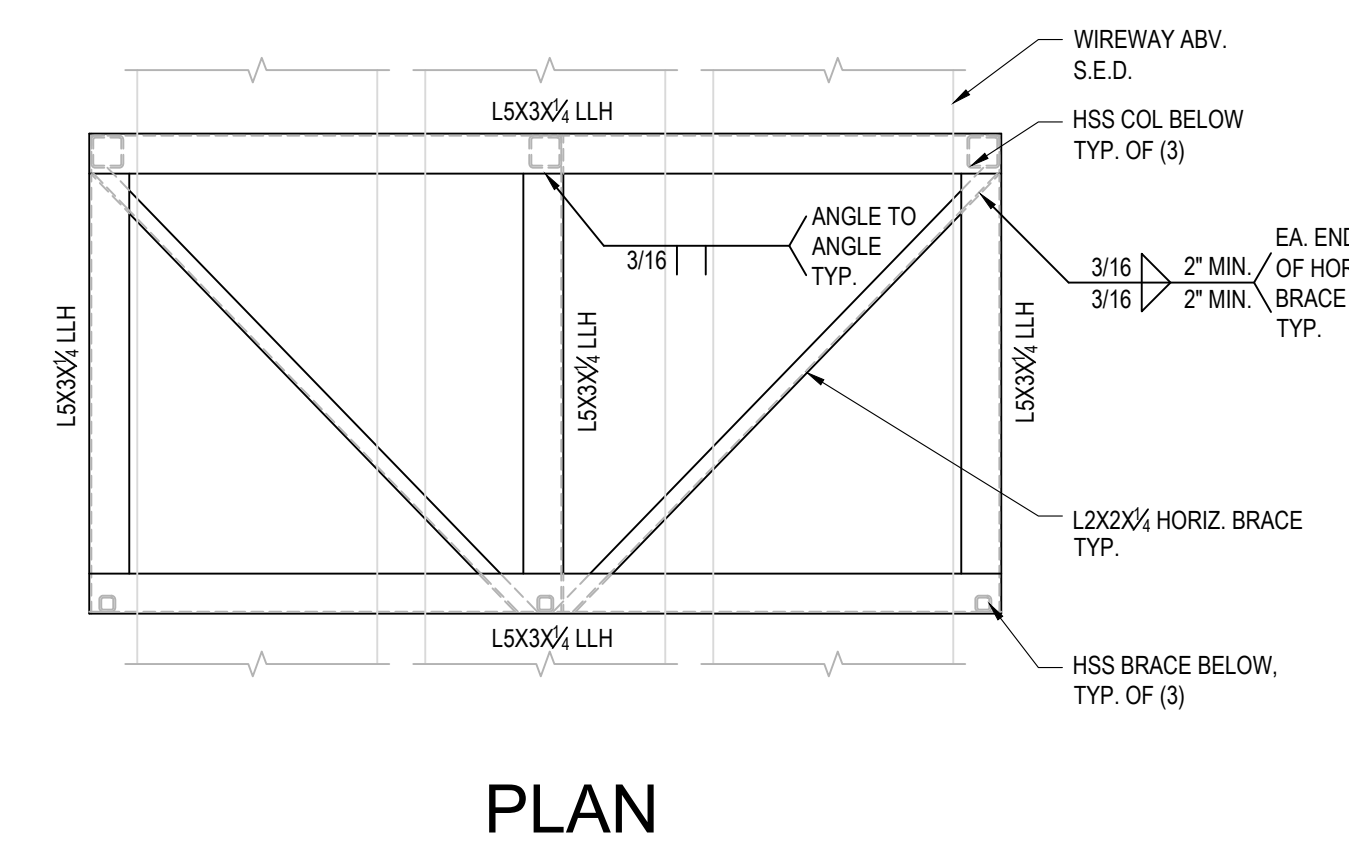 WIREWAY ABV.
S.E.D.
L5X3X1/4 LLH
HSS COL BELOW
TYP. OF (3)
ANGLE TO
ANGLE
TYP.
3/16
EA. END
3/16 2" MIN. OF HOR
3/16 2" MIN. BRACE
TYP.
L5X3X1/4 LLH
L5X3X1/4 LLH
L5X3X1/4 LLH
L2X2X1/4 HORIZ. BRACE
TYP.
L5X3X1/4 LLH
HSS BRACE BELOW,
TYP. OF (3)
PLAN